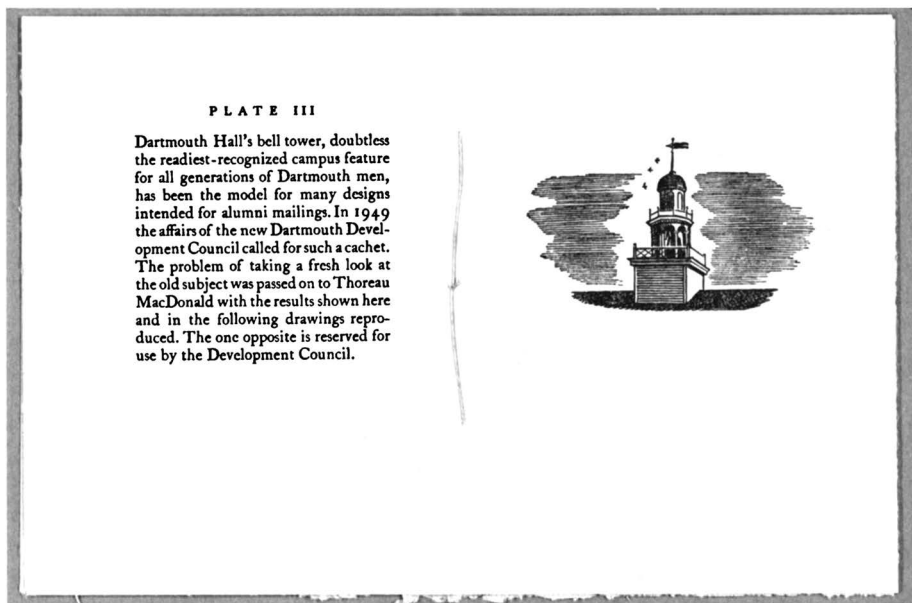 PLATE III
Dartmouth Hall's bell tower, doubtless
the readiest-recognized campus feature
for all generations of Dartmouth men,
has been the model for many designs
intended for alumni mailings. In 1949
the affairs of the new Dartmouth Devel-
opment Council called for such a cachet.
The problem of taking a fresh look at
the old subject was passed on to Thoreau
MacDonald with the results shown here
and in the following drawings repro-
duced. The one opposite is reserved for
use by the Development Council.